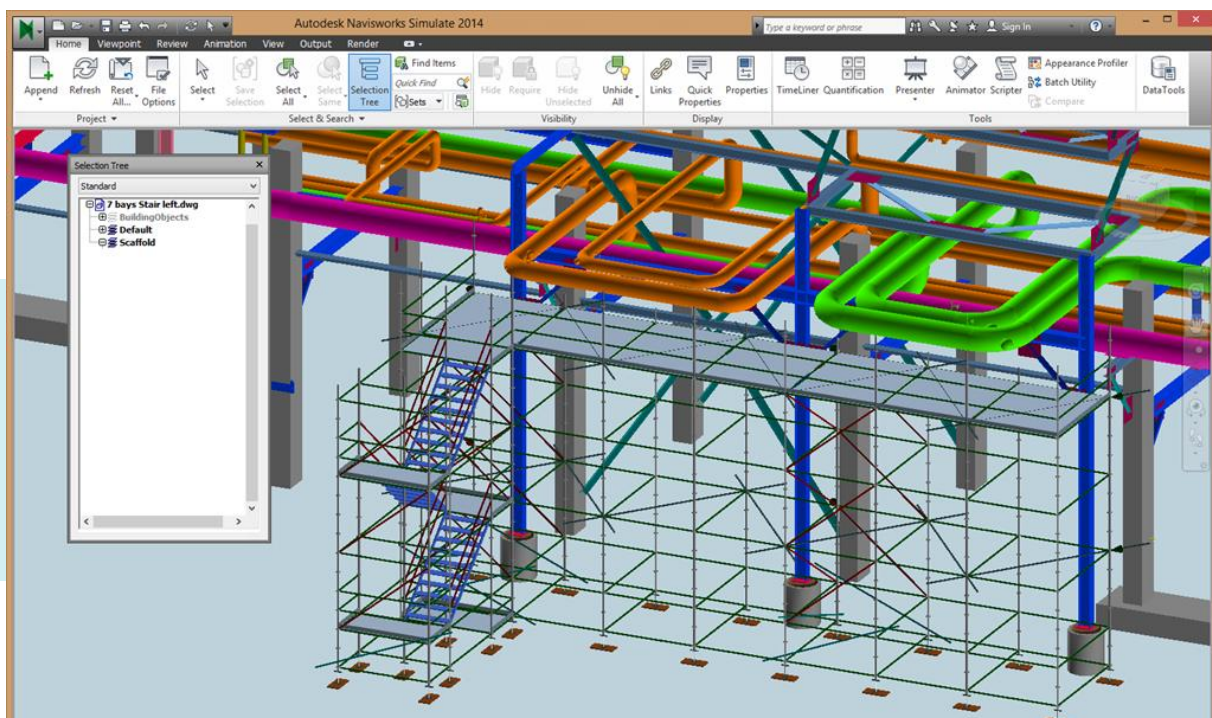 Autodesk Navisworks Simulate 2014
Type a keyword or phrase
Sign In
Home Viewpoint Review Animation View Output Render
Append
Refresh
Reset All...
File Options
Project
Select
Save Selection
Select All
Select Same
Selection Tree
Find Items
Quick Find
Sets
Select & Search
Hide
Require
Hide Unselected
Unhide All
Visibility
Links
Quick Properties
Properties
Display
TimeLiner
Quantification
Presenter
Animator
Scripter
Appearance Profiler
Batch Utility
Compare
Tools
DataTools
Selection Tree
Standard
7 bays Stair left.dwg
BuildingObjects
Default
Scaffold